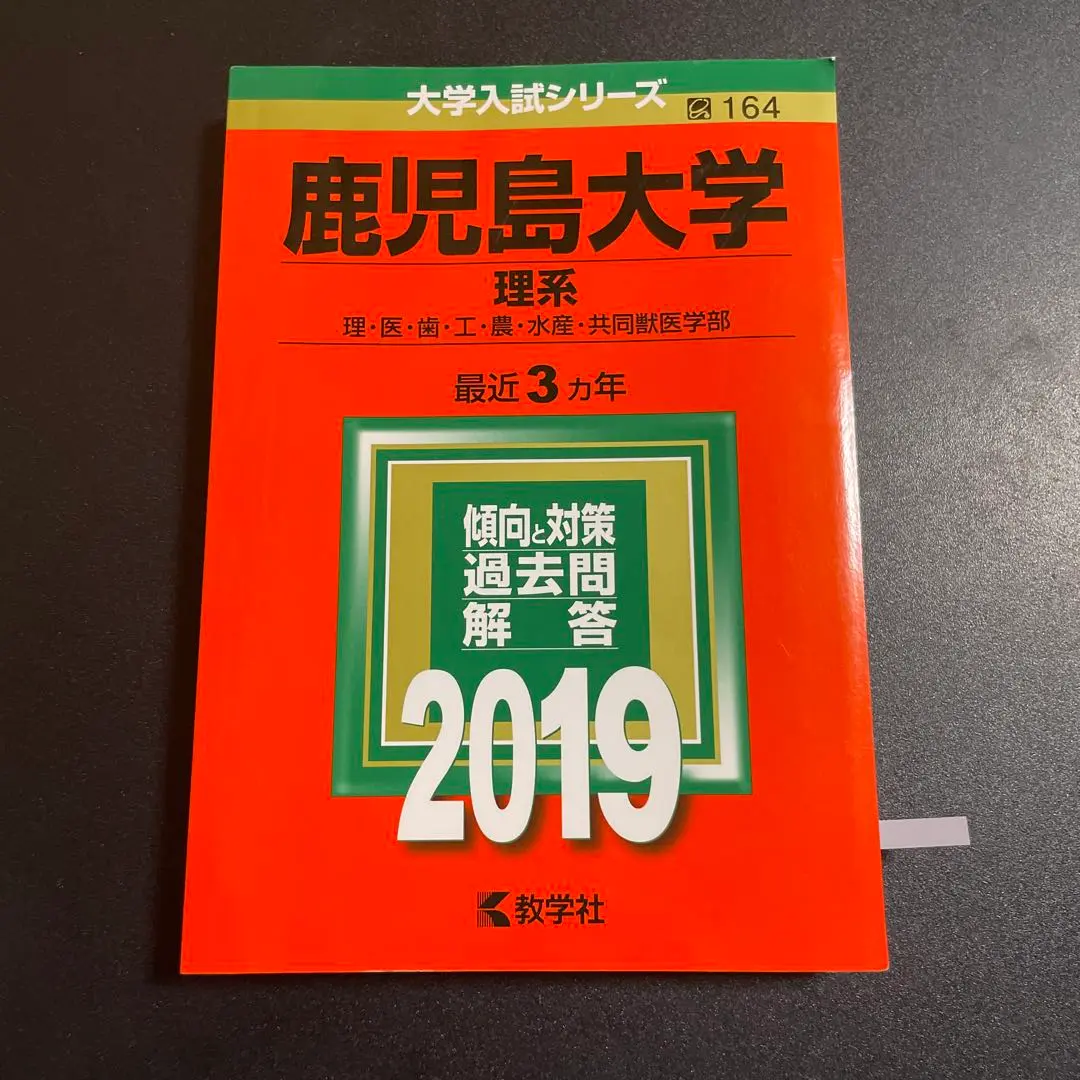 大学入試シリーズ
164
鹿児島大学
理系
理・医・歯・工・農・水産・共同獣医学部
最近3カ年
傾向と対策
過去問
解答
2019
教学社